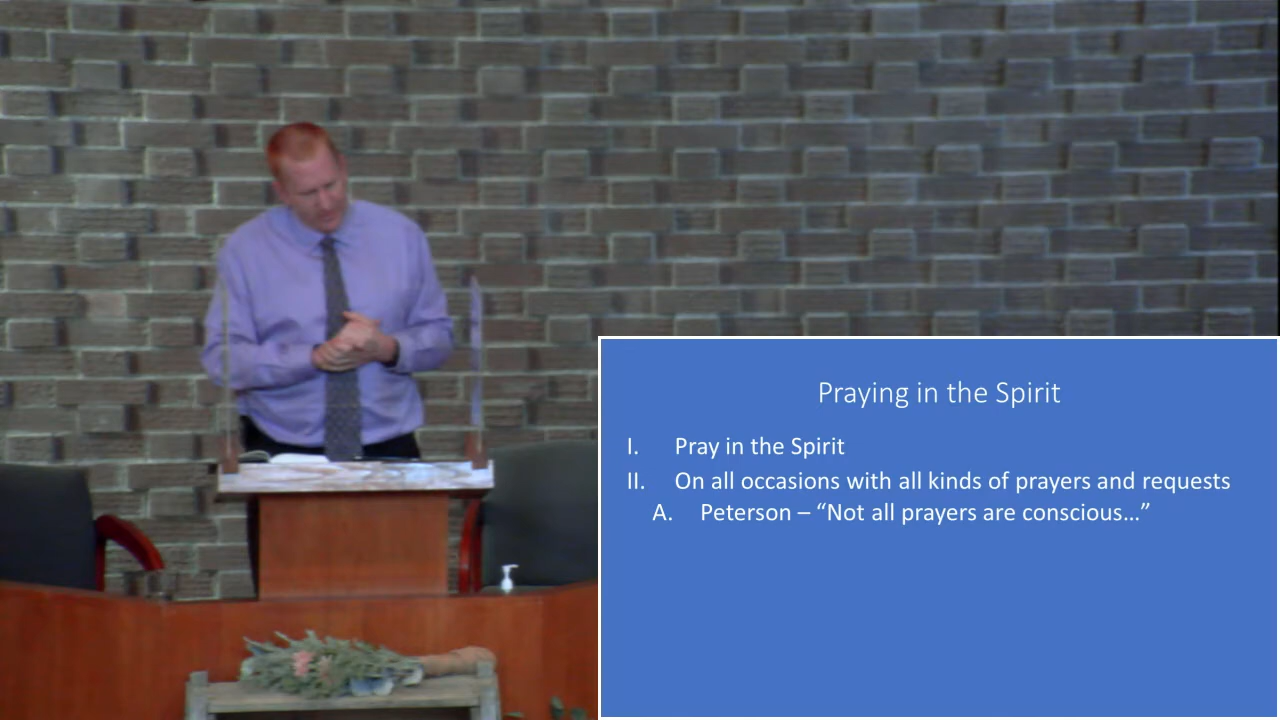 Praying in the Spirit
I. Pray in the Spirit
II. On all occasions with all kinds of prayers and requests
A. Peterson – “Not all prayers are conscious…”